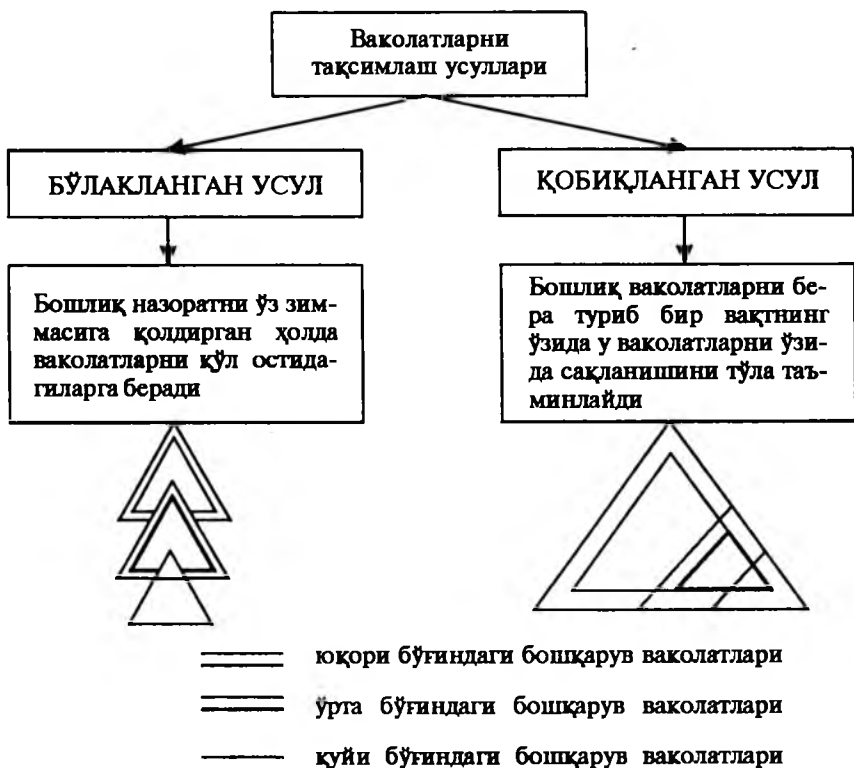 Ваколатларни
тақсимлаш усуллари
БЎЛАКЛАНГАН УСУЛ
ҚОБИҚЛАНГАН УСУЛ
Бошлиқ назоратни ўз зим-
масига қолдирган ҳолда
ваколатларни қўл остида-
гиларга беради
Бошлиқ ваколатларни бе-
ра туриб бир вақтнинг
ўзида у ваколатларни ўзи-
да сақланишини тўла таъ-
минлайди
юқори бўғиндаги бошқарув ваколатлари
ўрта бўғиндаги бошқарув ваколатлари
қуйи бўғиндаги бошқарув ваколатлари